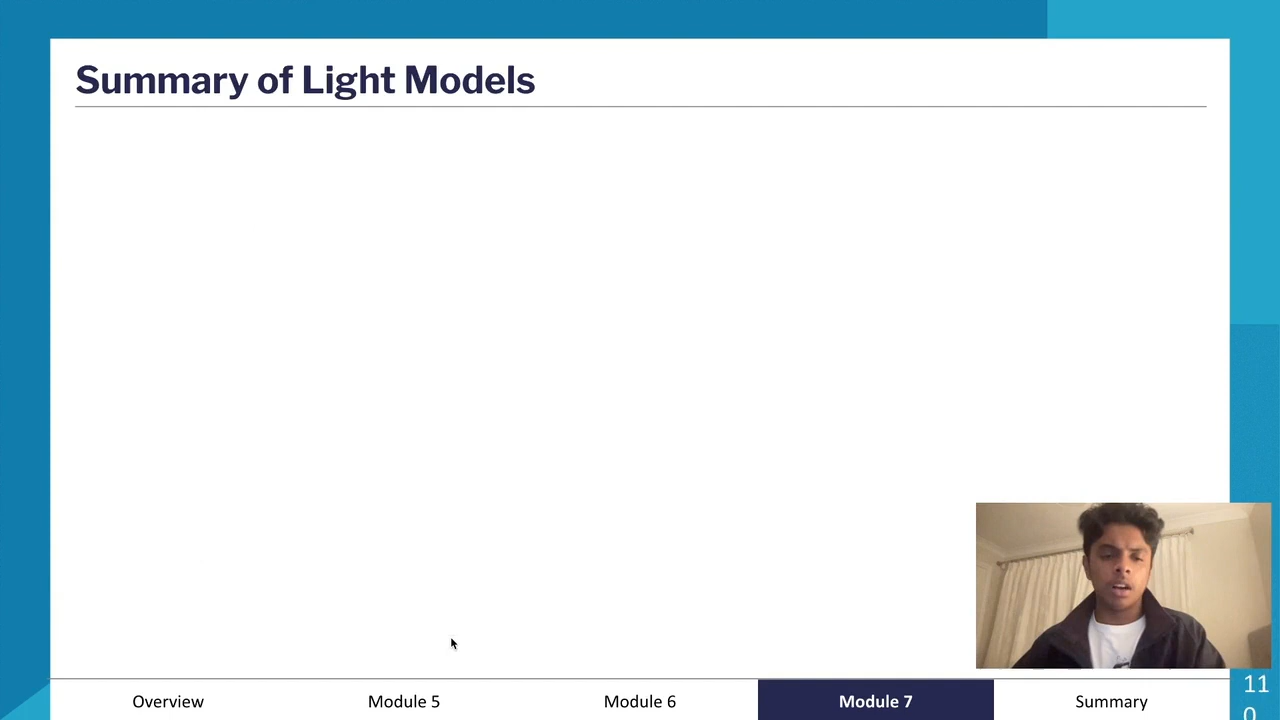 Summary of Light Models
Overview
Module 5
Module 6
Module 7
Summary
11
0